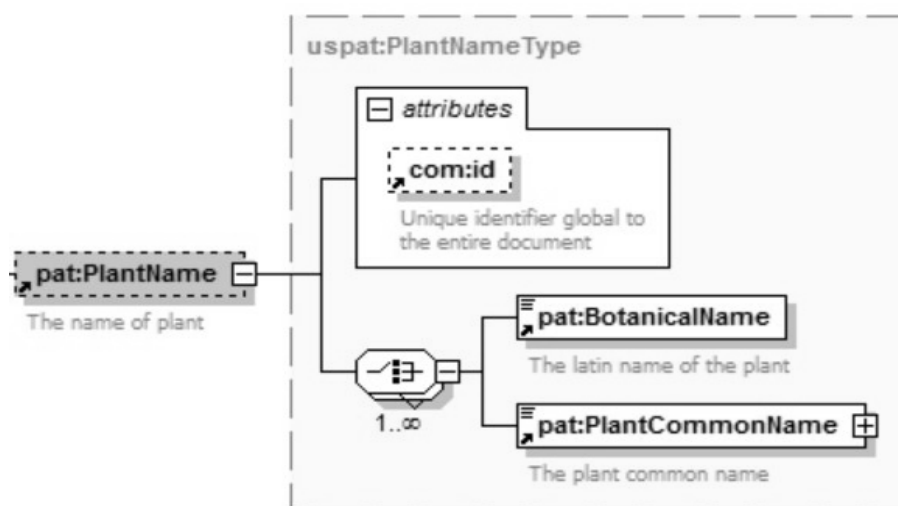 uspat:PlantNameType
attributes
com:id
Unique identifier global to
the entire document
pat:PlantName
The name of plant
pat:BotanicalName
The latin name of the plant
1..∞
pat:PlantCommonName
The plant common name